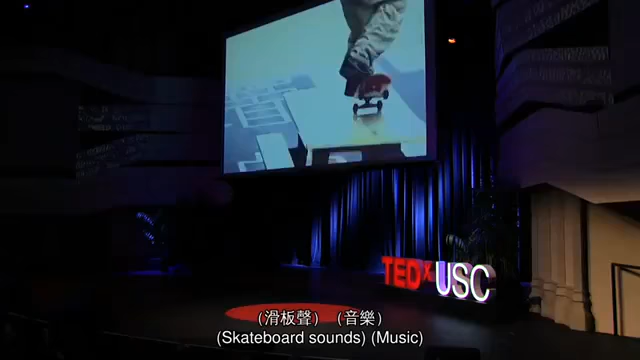 TEDxUSC
（滑板聲）（音樂）
(Skateboard sounds) (Music)